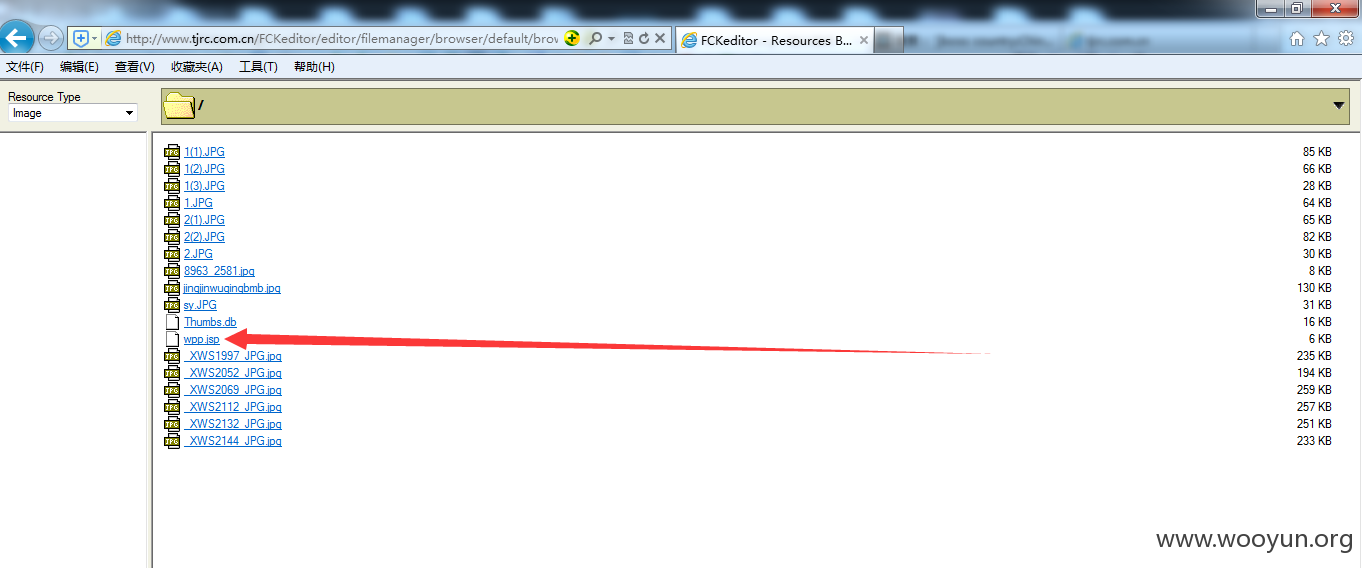 http://www.tjrc.com.cn/FCKeditor/editor/filemanager/browser/default/brov
FCKeditor - Resources B...
文件(F) 编辑(E) 查看(V) 收藏夹(A) 工具(T) 帮助(H)
Resource Type
Image
/
1(1).JPG 85 KB
1(2).JPG 66 KB
1(3).JPG 28 KB
1.JPG 64 KB
2(1).JPG 65 KB
2(2).JPG 82 KB
2.JPG 30 KB
8963_2581.jpg 8 KB
jingjinwuqingbmb.jpg 130 KB
sy.JPG 31 KB
Thumbs.db 16 KB
wpp.jsp 6 KB
_XWS1997_JPG.jpg 235 KB
_XWS2052_JPG.jpg 194 KB
_XWS2069_JPG.jpg 259 KB
_XWS2112_JPG.jpg 257 KB
_XWS2132_JPG.jpg 251 KB
_XWS2144_JPG.jpg 233 KB
www.wooyun.org